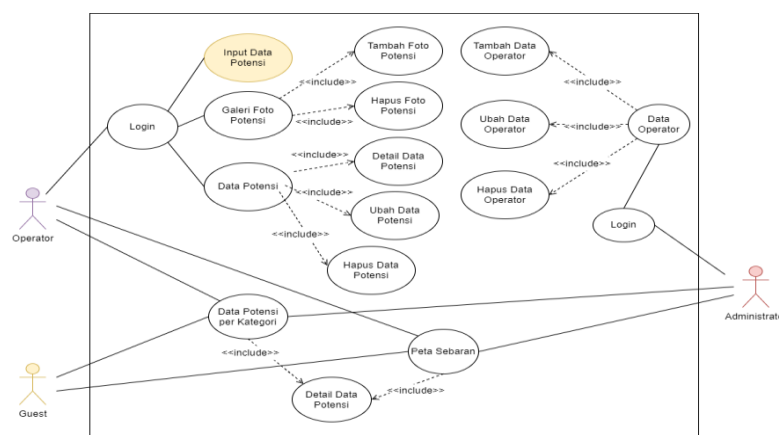 Input Data
Potensi
Tambah Foto
Potensi
Tambah Data
Operator
<<include>>
<<include>>
Galeri Foto
Potensi
Hapus Foto
Potensi
Login
<<include>>
Ubah Data
Operator
<<include>>
Data
Operator
Detail Data
Potensi
<<include>>
<<include>>
Data Potensi
Hapus Data
Operator
<<include>>
Ubah Data
Potensi
Login
<<include>>
Operator
Hapus Data
Potensi
Data Potensi
per Kategori
Administrato
<<include>>
Peta Sebaran
<<include>>
Detail Data
Potensi
Guest